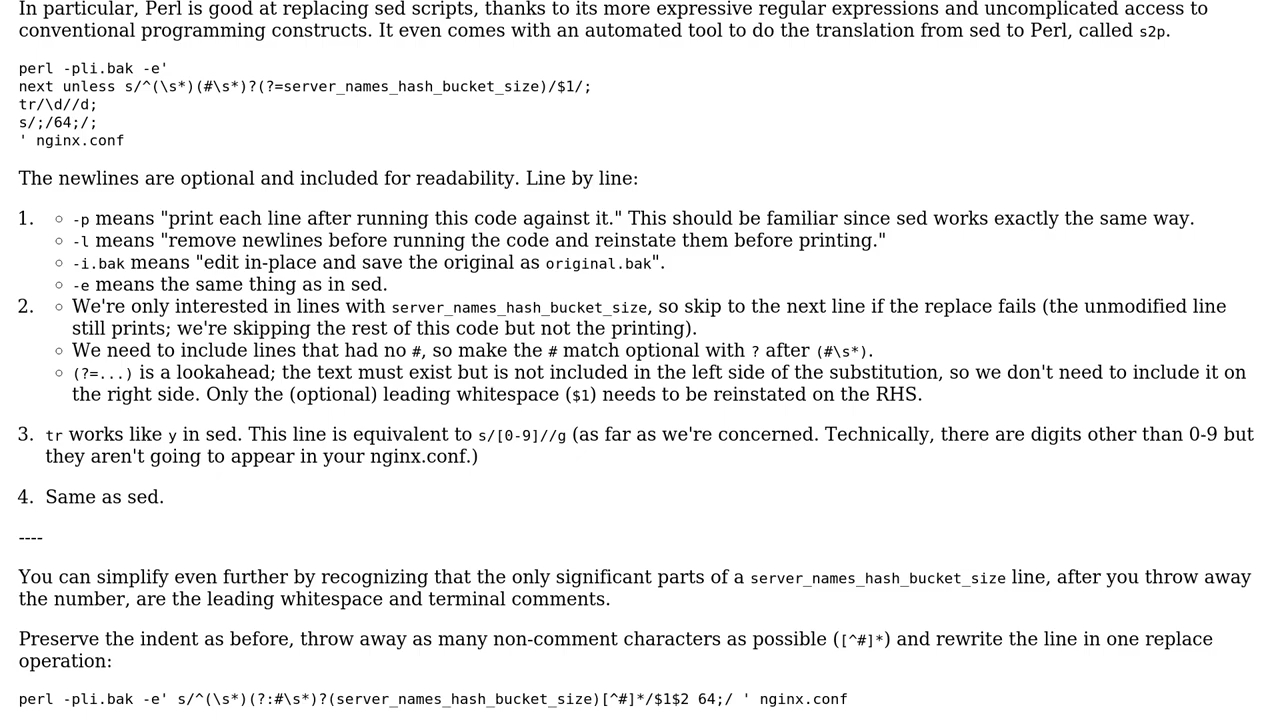 In particular, Perl is good at replacing sed scripts, thanks to its more expressive regular expressions and uncomplicated access to
conventional programming constructs. It even comes with an automated tool to do the translation from sed to Perl, called s2p.
perl -pli.bak -e'
next unless s/^(\s*)(#\s*)?(?=server_names_hash_bucket_size)/$1/;
tr/\d//d;
s/;/64;/;
' nginx.conf
The newlines are optional and included for readability. Line by line:
1. ○ -p means "print each line after running this code against it." This should be familiar since sed works exactly the same way.
○ -l means "remove newlines before running the code and reinstate them before printing."
○ -i.bak means "edit in-place and save the original as original.bak".
○ -e means the same thing as in sed.
2. ○ We're only interested in lines with server_names_hash_bucket_size, so skip to the next line if the replace fails (the unmodified line
still prints; we're skipping the rest of this code but not the printing).
○ We need to include lines that had no #, so make the # match optional with ? after (#\s*).
○ (?=...) is a lookahead; the text must exist but is not included in the left side of the substitution, so we don't need to include it on
the right side. Only the (optional) leading whitespace ($1) needs to be reinstated on the RHS.
3. tr works like y in sed. This line is equivalent to s/[0-9]//g (as far as we're concerned. Technically, there are digits other than 0-9 but
they aren't going to appear in your nginx.conf.)
4. Same as sed.
----
You can simplify even further by recognizing that the only significant parts of a server_names_hash_bucket_size line, after you throw away
the number, are the leading whitespace and terminal comments.
Preserve the indent as before, throw away as many non-comment characters as possible ([^#]*) and rewrite the line in one replace
operation:
perl -pli.bak -e' s/^(\s*)(?:#\s*)?(server_names_hash_bucket_size)[^#]*/$1$2 64;/ ' nginx.conf